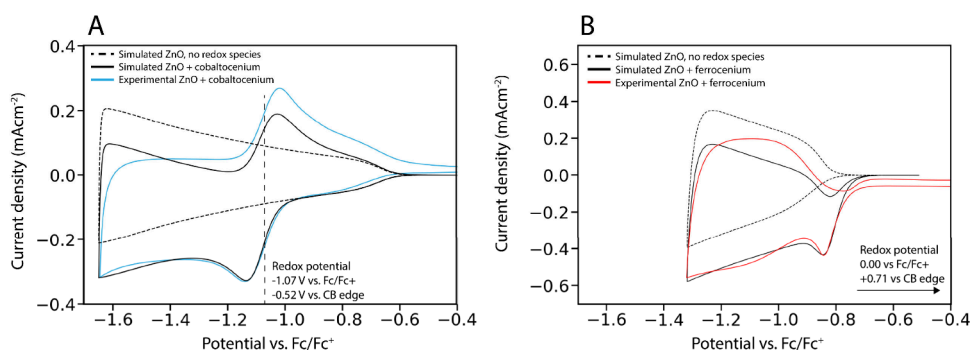 A
Simulated ZnO, no redox species
Simulated ZnO + cobaltocenium
Experimental ZnO + cobaltocenium
Current density (mAcm⁻²)
0.4
0.2
0.0
−0.2
−0.4
Redox potential
-1.07 V vs. Fc/Fc+
-0.52 V vs. CB edge
−1.6 −1.4 −1.2 −1.0 −0.8 −0.6 −0.4
Potential vs. Fc/Fc⁺
B
Simulated ZnO, no redox species
Simulated ZnO + ferrocenium
Experimental ZnO + ferrocenium
Current density (mAcm⁻²)
0.6
0.4
0.2
0.0
−0.2
−0.4
−0.6
Redox potential
0.00 vs Fc/Fc+
+0.71 vs CB edge
−1.6 −1.4 −1.2 −1.0 −0.8 −0.6 −0.4
Potential vs. Fc/Fc⁺